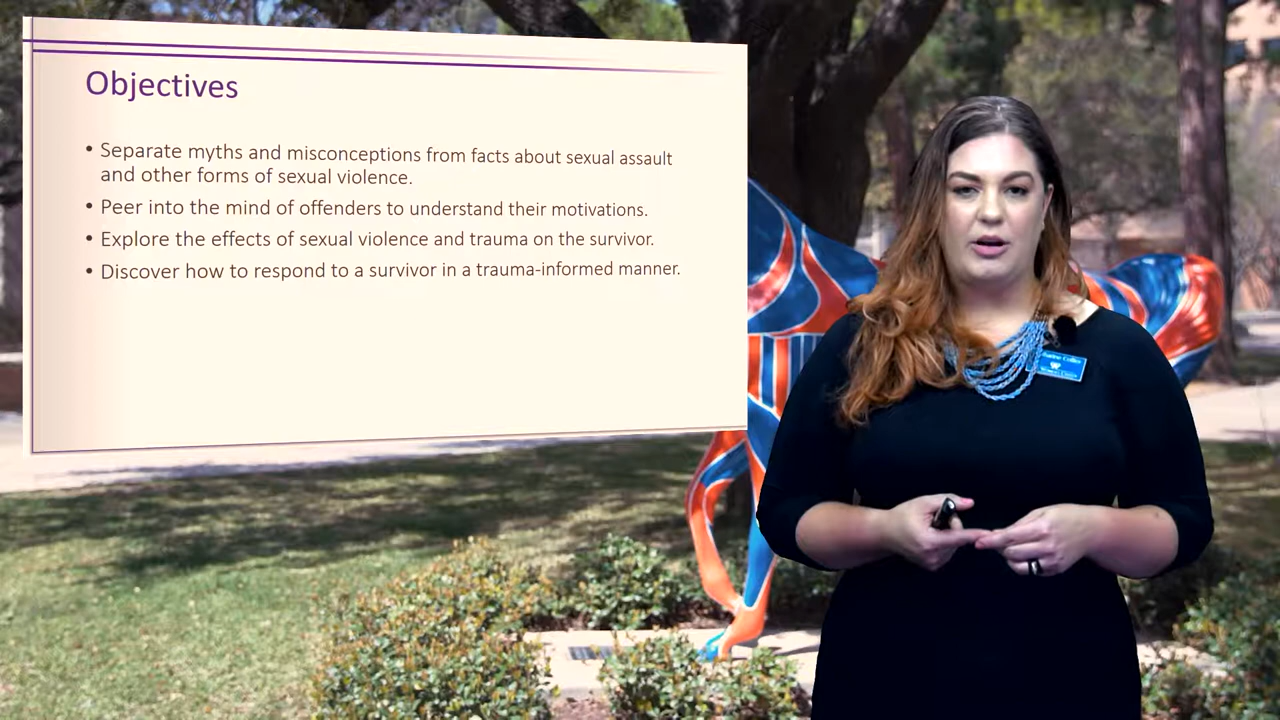 Objectives
• Separate myths and misconceptions from facts about sexual assault
and other forms of sexual violence.
• Peer into the mind of offenders to understand their motivations.
• Explore the effects of sexual violence and trauma on the survivor.
• Discover how to respond to a survivor in a trauma-informed manner.